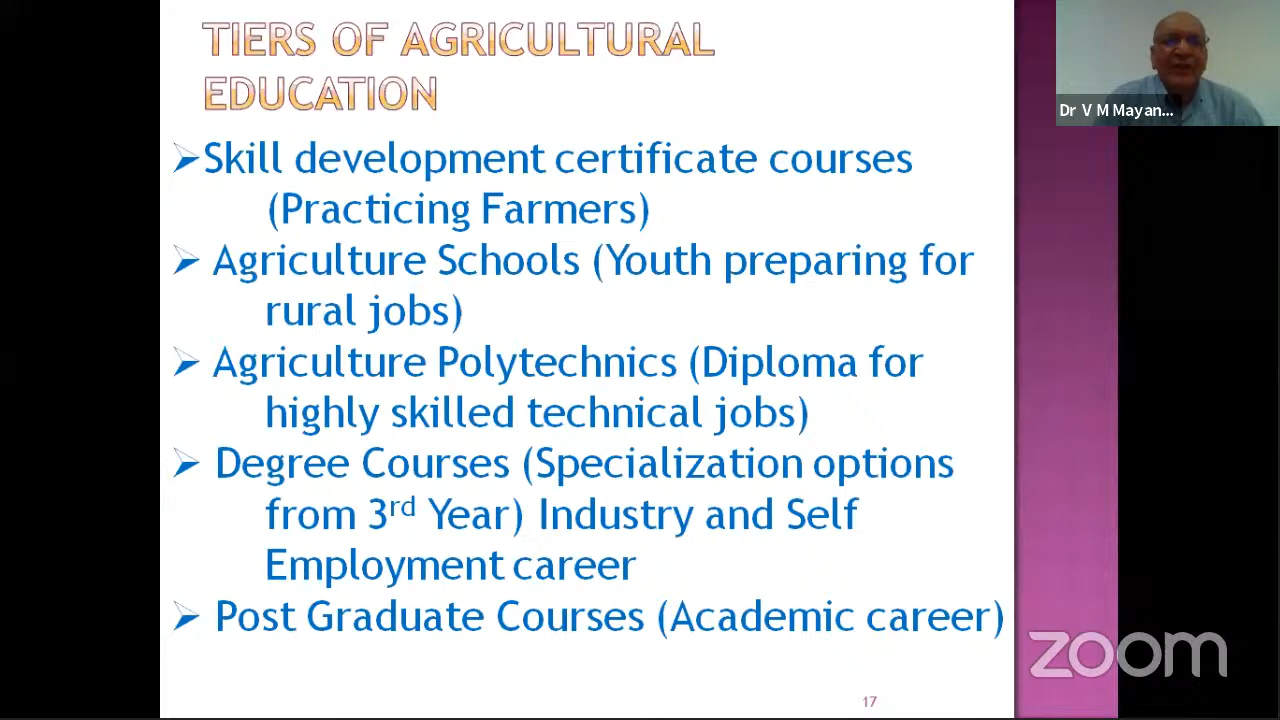 TIERS OF AGRICULTURAL
EDUCATION
Dr V M Mayan...
➢Skill development certificate courses
(Practicing Farmers)
➢ Agriculture Schools (Youth preparing for
rural jobs)
➢ Agriculture Polytechnics (Diploma for
highly skilled technical jobs)
➢ Degree Courses (Specialization options
from 3rd Year) Industry and Self
Employment career
➢ Post Graduate Courses (Academic career)
zoom
17